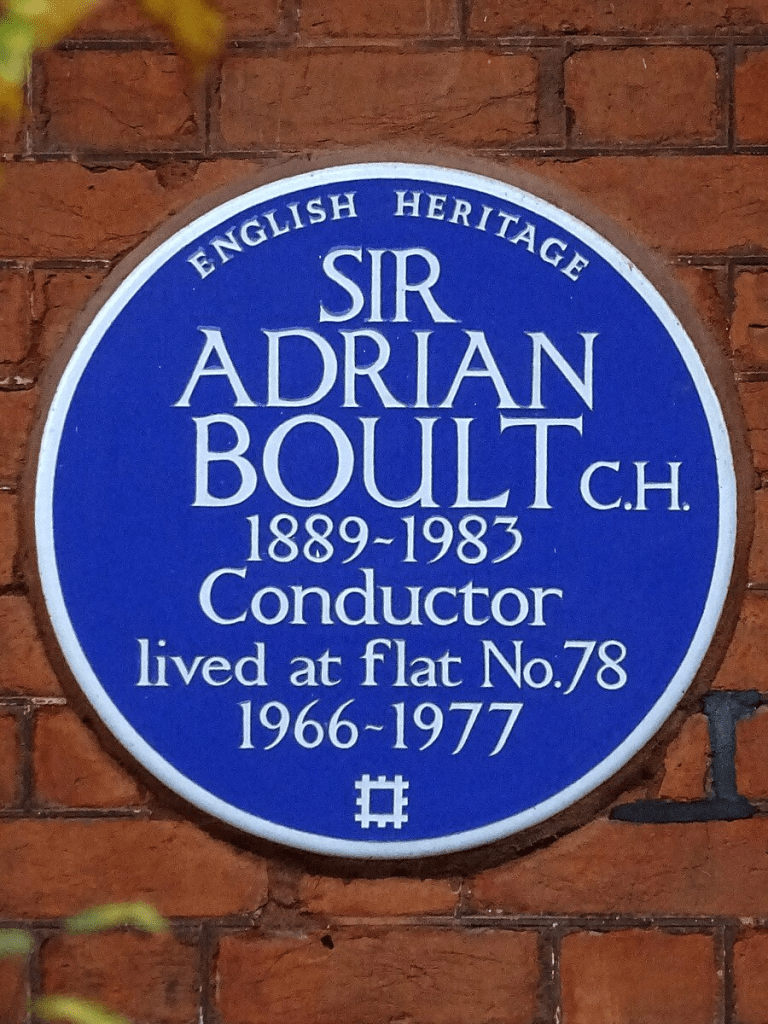 ENGLISH HERITAGE
SIR
ADRIAN
BOULT C.H.
1889~1983
Conductor
lived at flat No.78
1966~1977